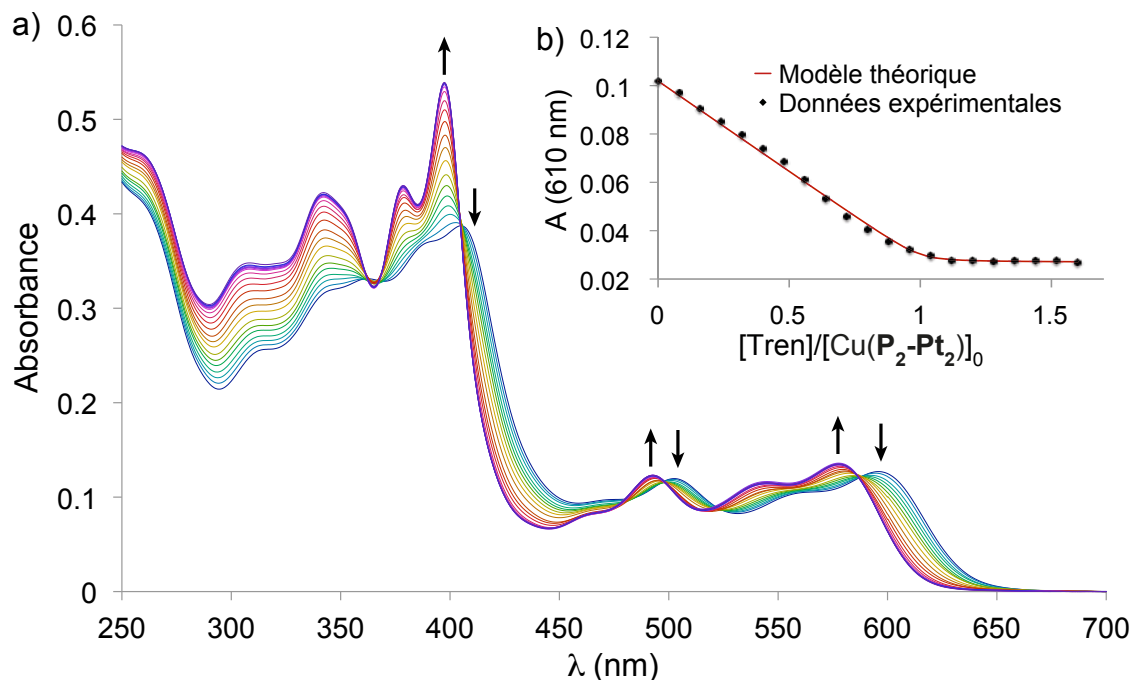 a)
b)
0.6
0.5
0.4
0.3
0.2
0.1
0
Absorbance
250 300 350 400 450 500 550 600 650 700
λ (nm)
0.12
0.1
0.08
0.06
0.04
0.02
A (610 nm)
Modèle théorique
Données expérimentales
0 0.5 1 1.5
[Tren]/[Cu(P₂-Pt₂)]₀